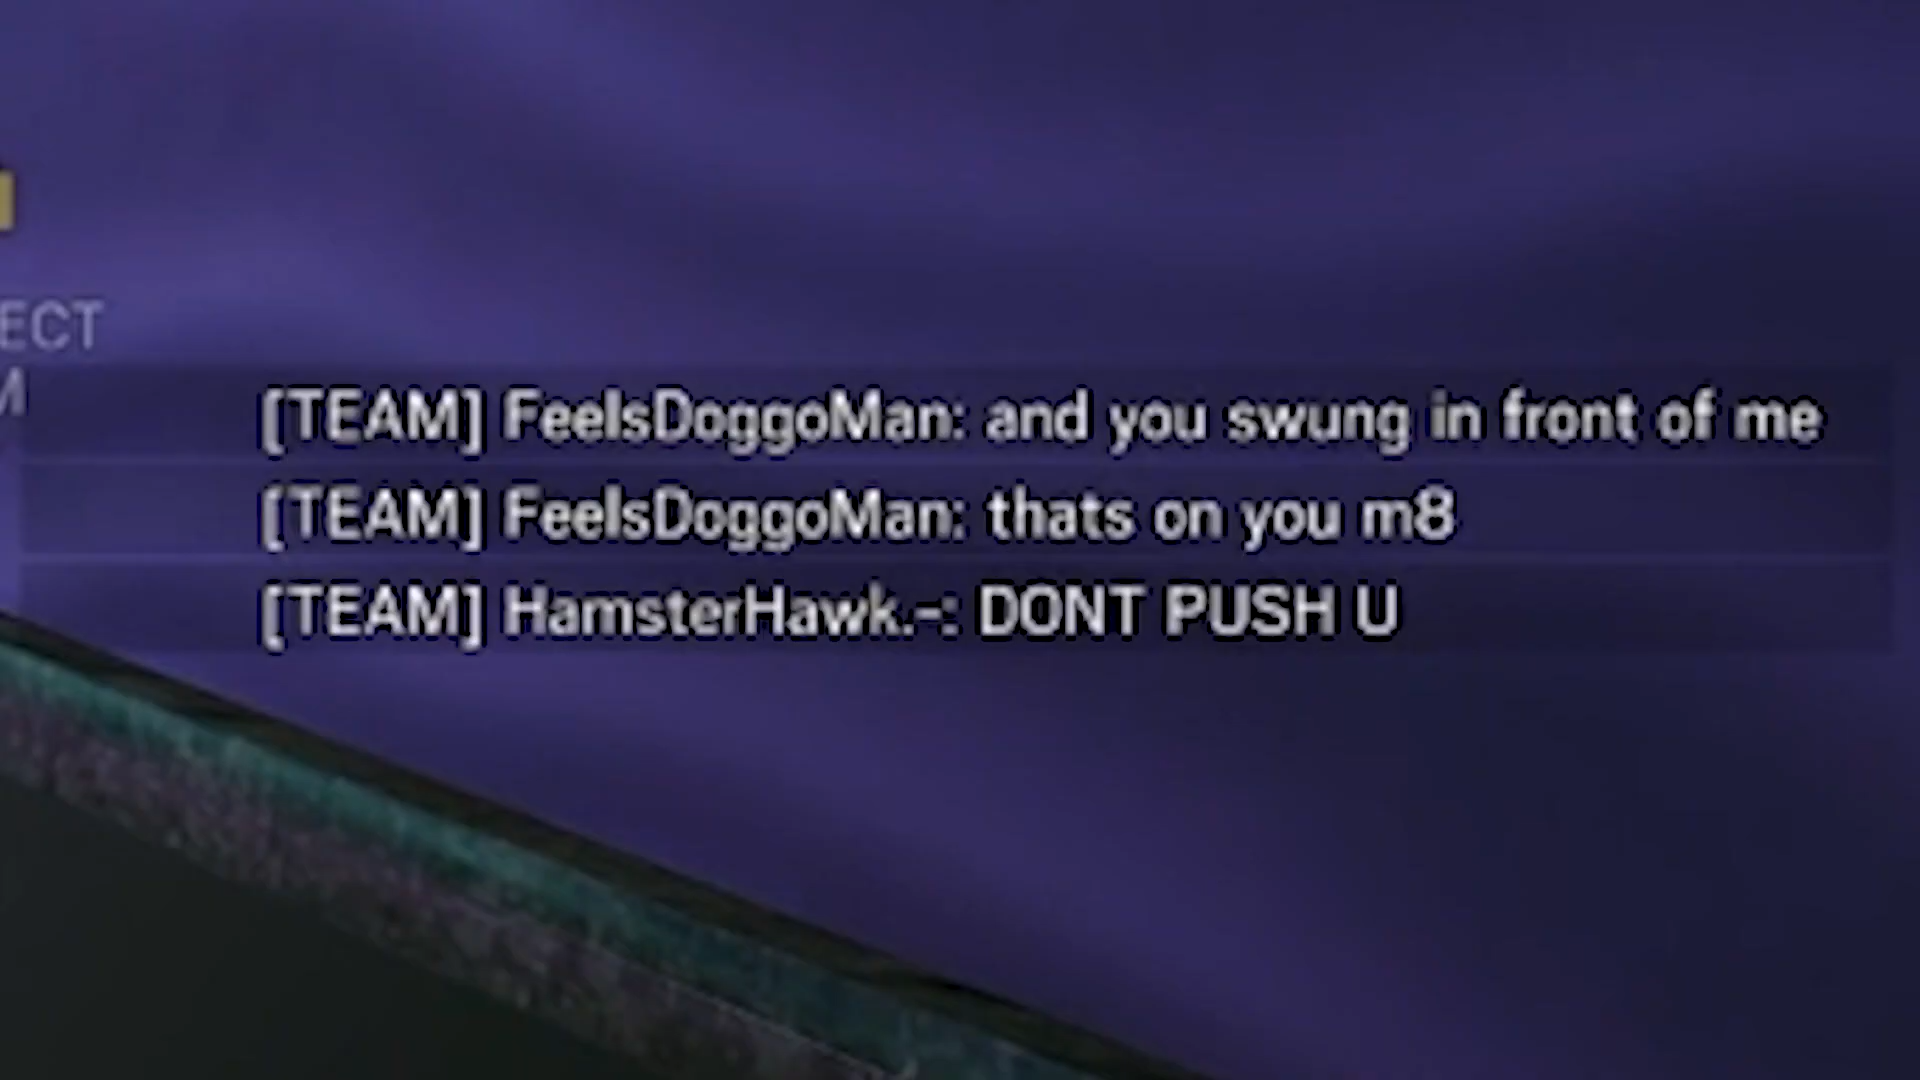 ECT
M
[TEAM] FeelsDoggoMan: and you swung in front of me
[TEAM] FeelsDoggoMan: thats on you m8
[TEAM] HamsterHawk.-: DONT PUSH U